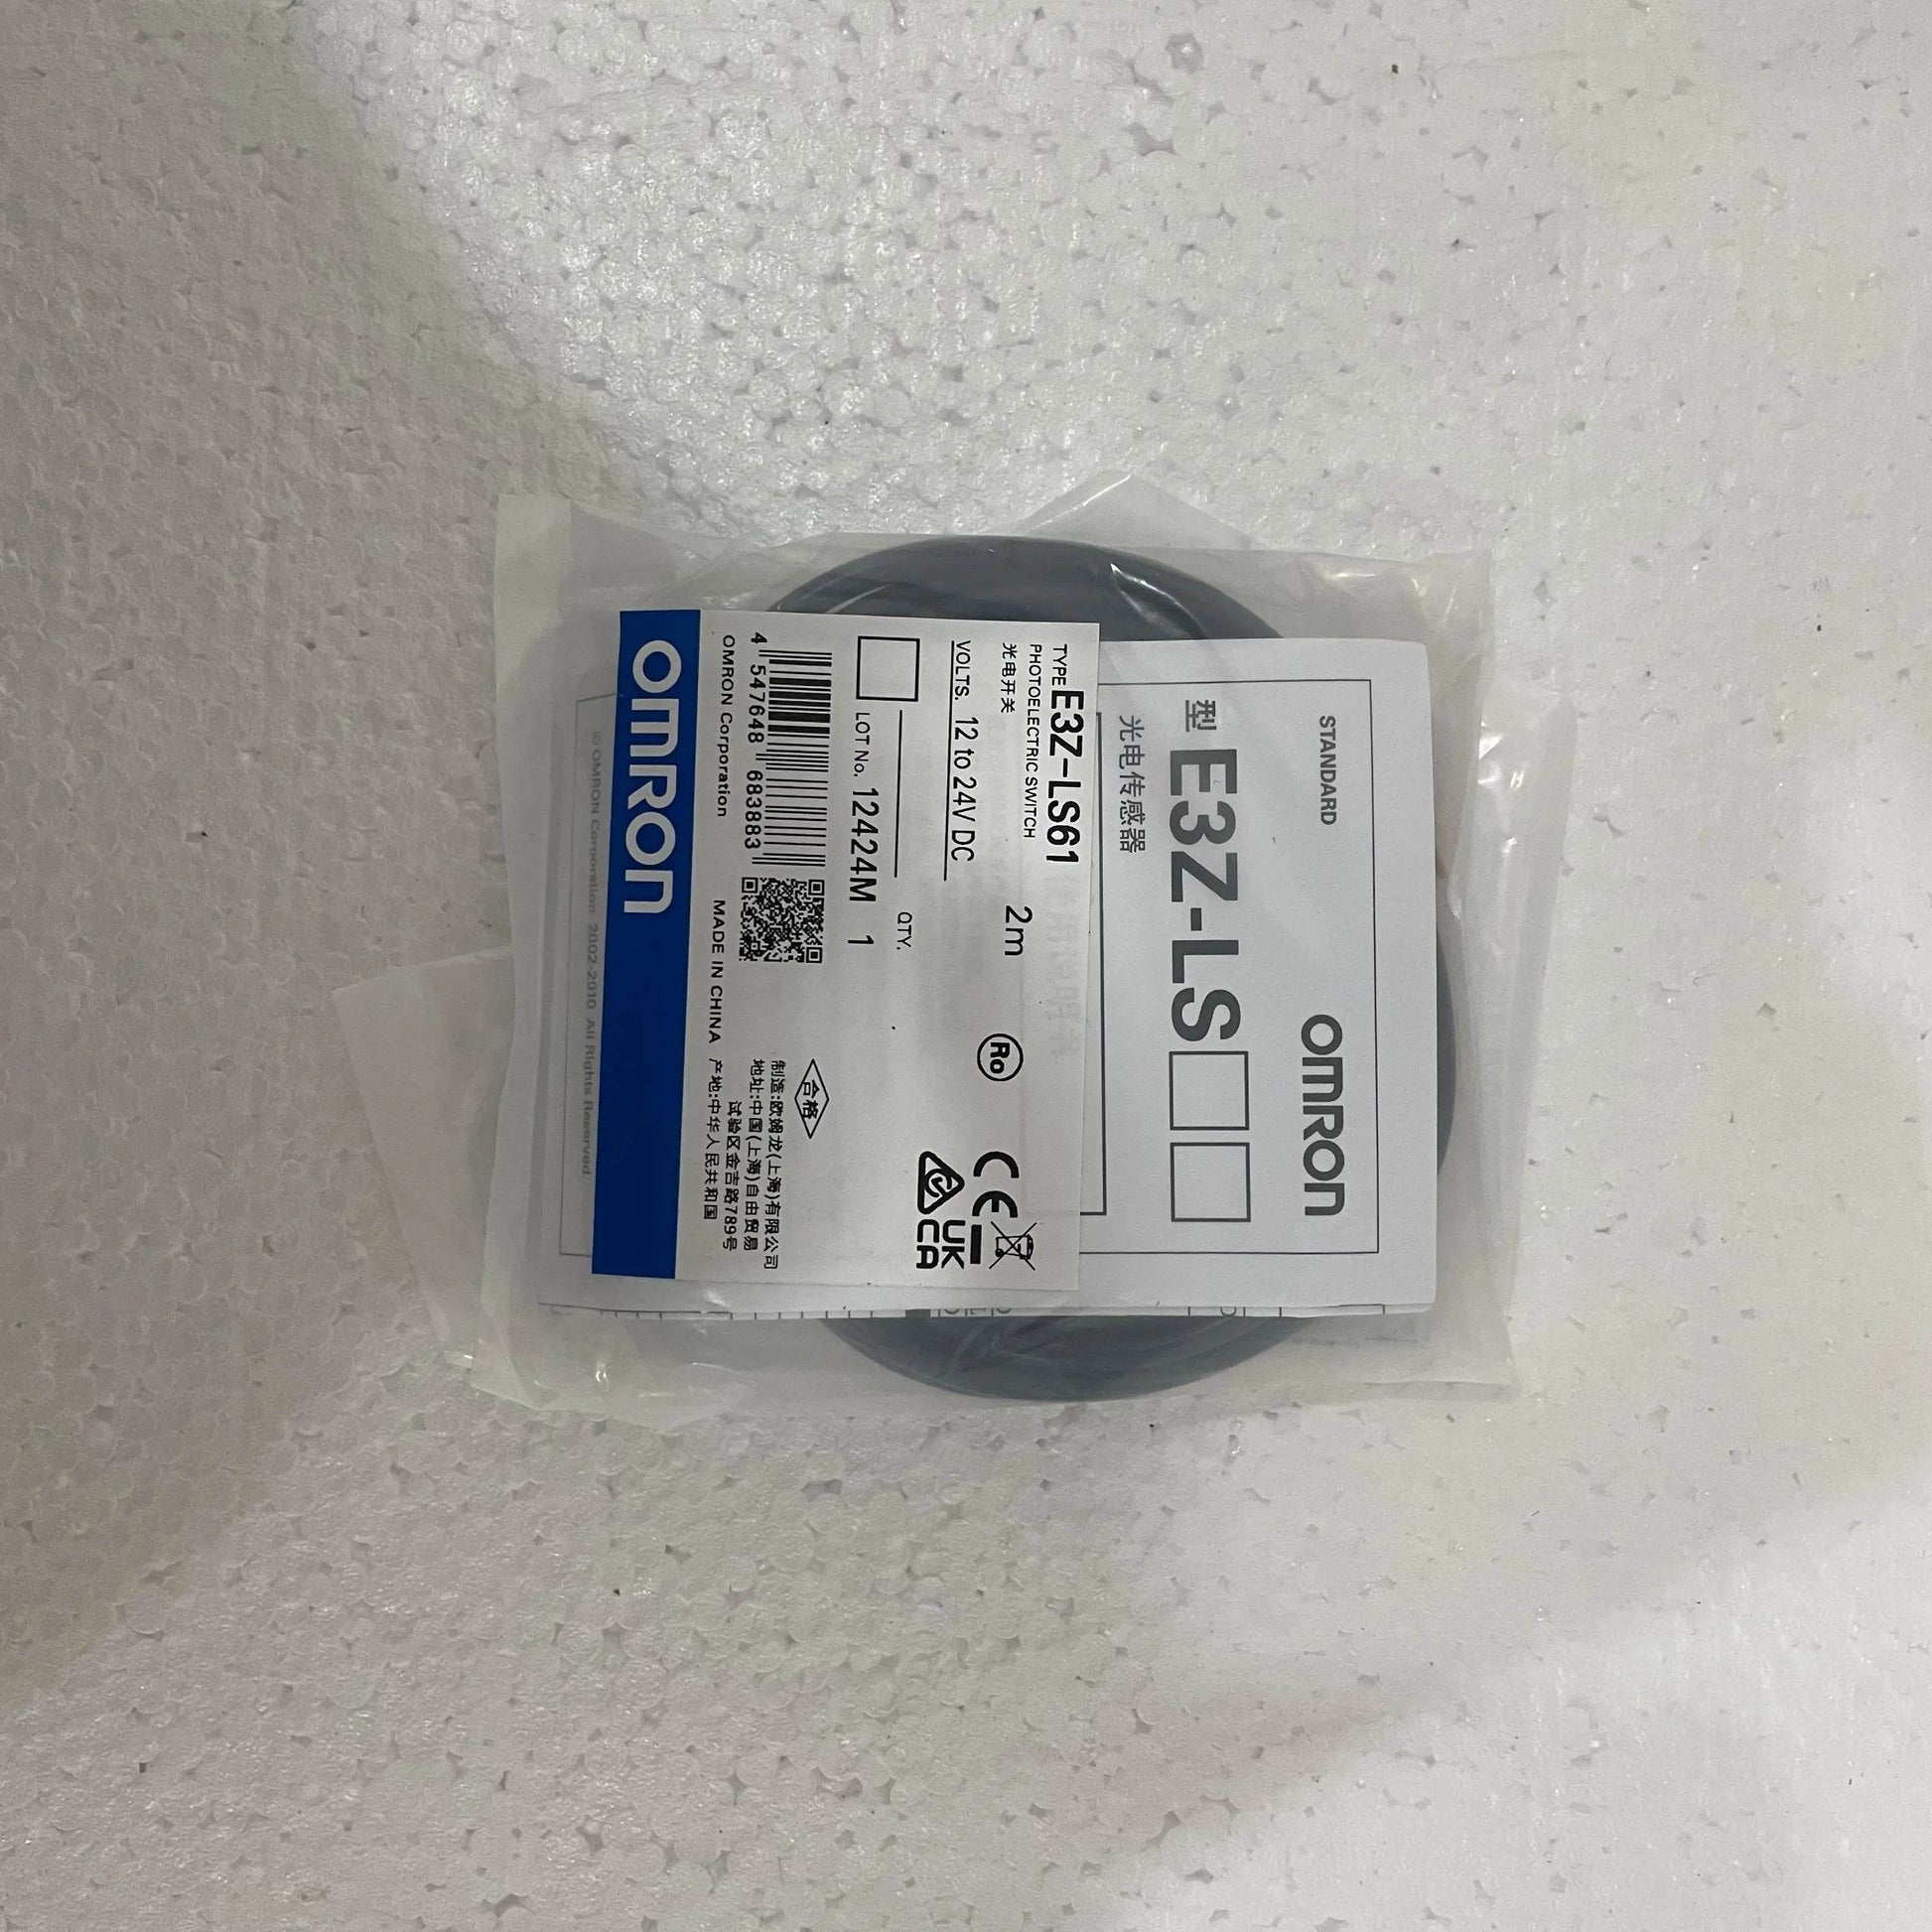 STANDARD
OMRON
型 E3Z-LS□□
光电传感器
TYPE E3Z-LS61
PHOTOELECTRIC SWITCH
2m
光电开关
Ro
CE
VOLTS. 12 to 24V DC
UK
CA
QTY.
LOT No. 12424M 1
合格
4 547648 683883
制造:欧姆龙(上海)有限公司
地址:中国(上海)自由贸易
试验区金吉路789号
OMRON Corporation
MADE IN CHINA 产地:中华人民共和国
OMRON
© OMRON Corporation 2002-2010 All Rights Reserved.